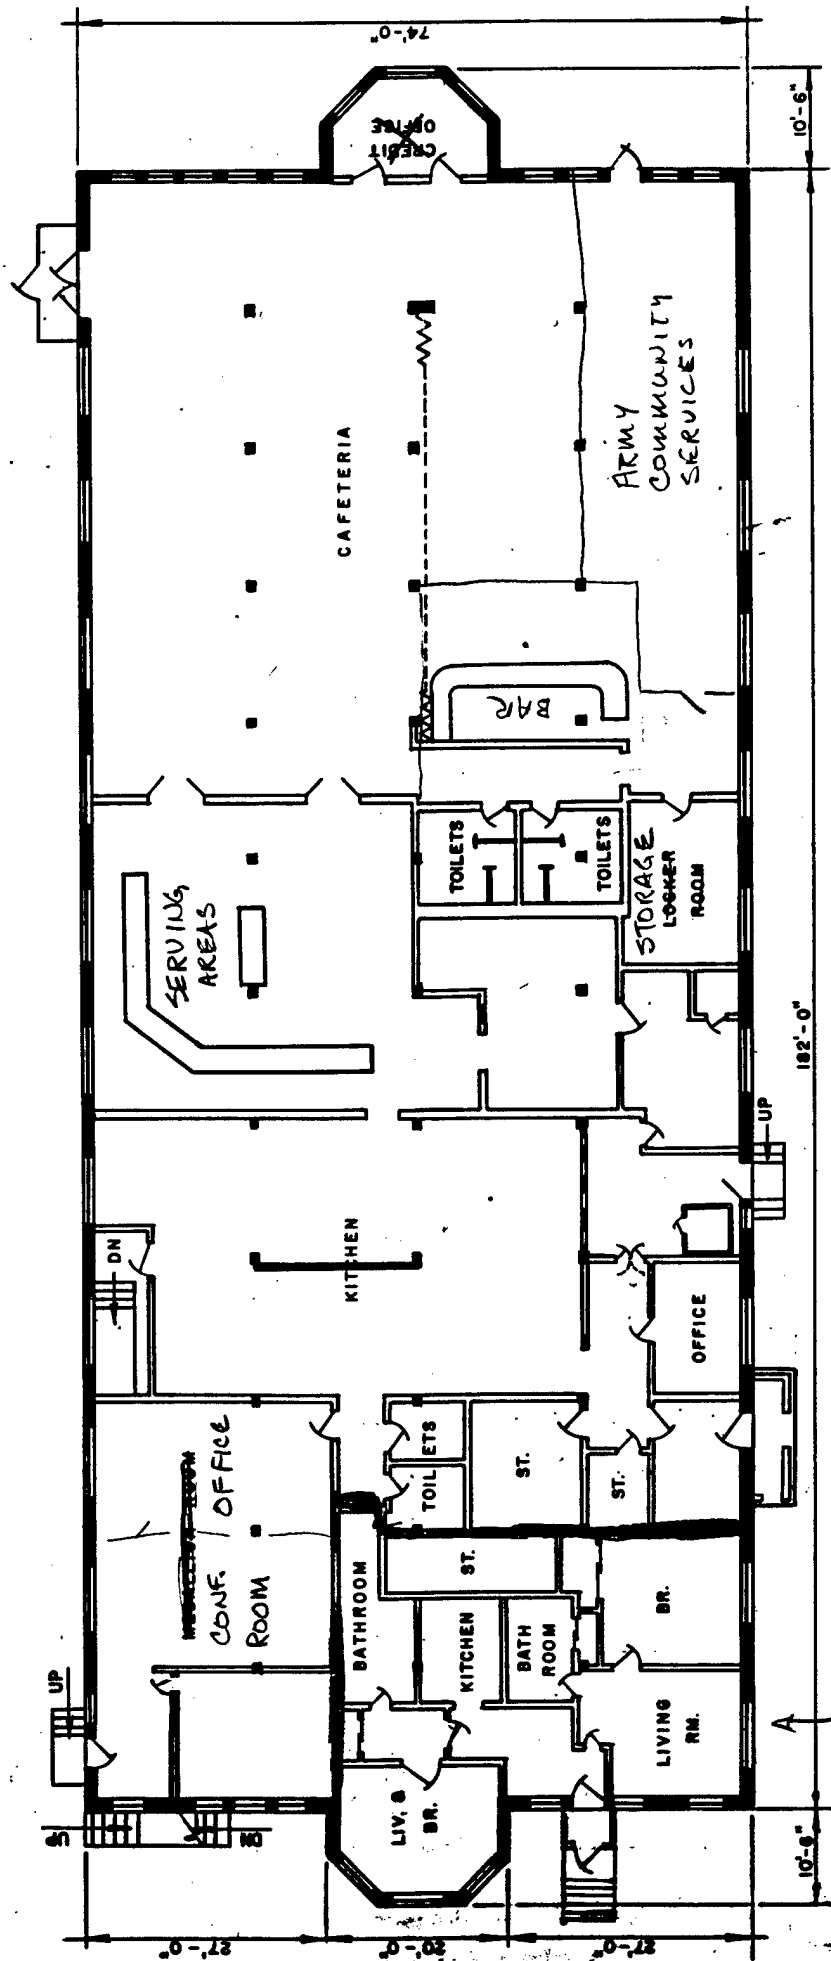 74'-0"
10'-6"
CREDIT
OFFICE
CAFETERIA
ARMY
COMMUNITY
SERVICES
BAR
TOILETS
TOILETS
STORAGE
LOCKER
ROOM
SERVING
AREAS
182'-0"
UP
DN
KITCHEN
OFFICE
TOILETS
ST.
ST.
OFFICE
CONF.
ROOM
ST.
BATHROOM
KITCHEN
BATH
ROOM
BR.
UP
LIVING
RM.
A
LIV. &
BR.
UP
DN
10'-6"
27'-0"
20'-0"
27'-0"